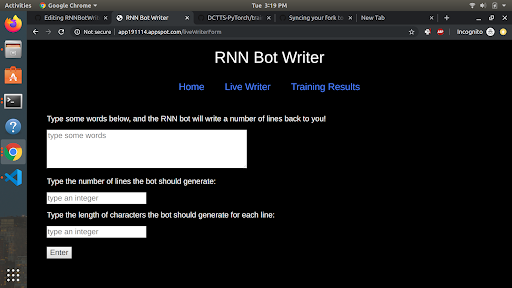 Activities
Google Chrome
Tue 3:19 PM
Editing RNNBotWrit
RNN Bot Writer
DCTTS-PyTorch/trai
Syncing your Fork to
New Tab
Not secure | app191114.appspot.com/liveWriterForm
Incognito
RNN Bot Writer
Home Live Writer Training Results
Type some words below, and the RNN bot will write a number of lines back to you!
type some words
Type the number of lines the bot should generate:
type an integer
Type the length of characters the bot should generate for each line:
type an integer
Enter